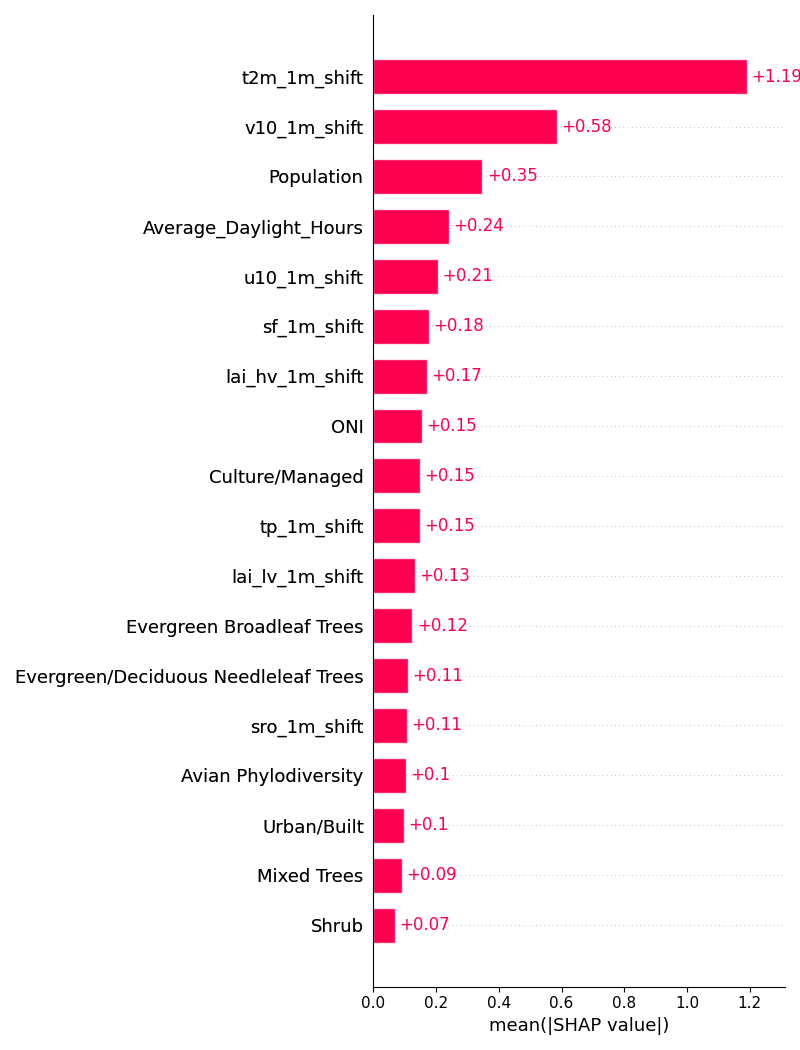 t2m_1m_shift +1.19
v10_1m_shift +0.58
Population +0.35
Average_Daylight_Hours +0.24
u10_1m_shift +0.21
sf_1m_shift +0.18
lai_hv_1m_shift +0.17
ONI +0.15
Culture/Managed +0.15
tp_1m_shift +0.15
lai_lv_1m_shift +0.13
Evergreen Broadleaf Trees +0.12
Evergreen/Deciduous Needleleaf Trees +0.11
sro_1m_shift +0.11
Avian Phylodiversity +0.1
Urban/Built +0.1
Mixed Trees +0.09
Shrub +0.07
0.0 0.2 0.4 0.6 0.8 1.0 1.2
mean(|SHAP value|)